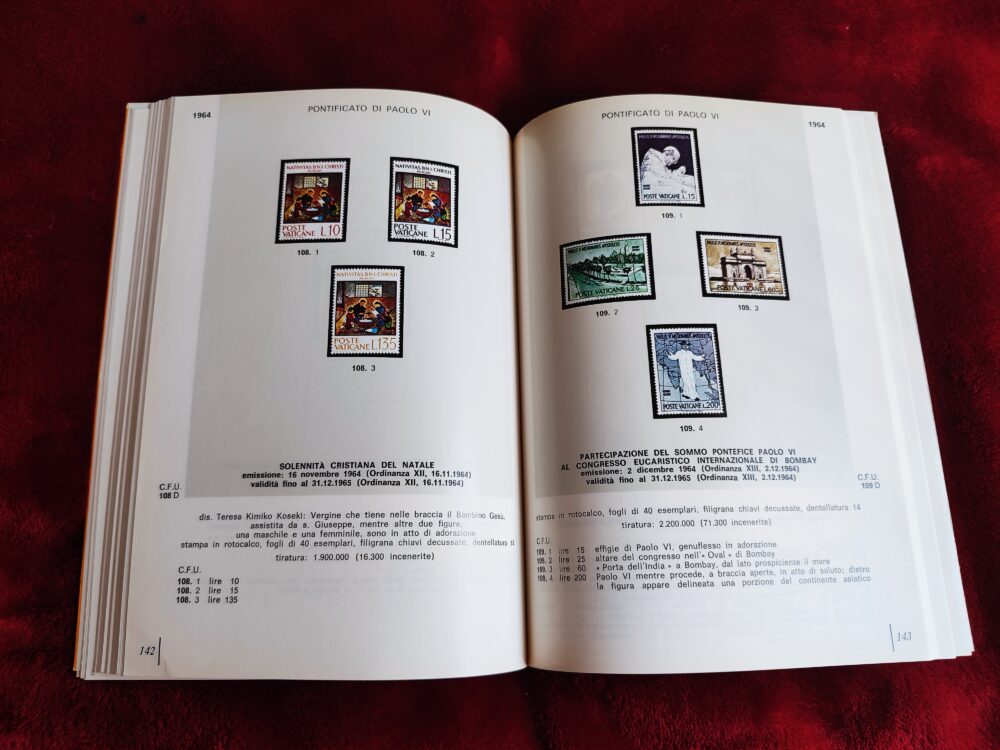 1964
PONTIFICATO DI PAOLO VI
NATIVITAS D.N.I. CHRISTI
POSTE
VATICANE L.10
108. 1
NATIVITAS D.N.I. CHRISTI
POSTE
VATICANE L.15
108. 2
NATIVITAS D.N.I. CHRISTI
POSTE
VATICANE L.135
108. 3
SOLENNITÀ CRISTIANA DEL NATALE
emissione: 16 novembre 1964 (Ordinanza XII, 16.11.1964)
validità fino al 31.12.1965 (Ordinanza XII, 16.11.1964)
C.F.U.
108 D
dis. Teresa Kimiko Koseki: Vergine che tiene nelle braccia il Bambino Gesù,
assistita da s. Giuseppe, mentre altre due figure,
una maschile e una femminile, sono in atto di adorazione
stampa in rotocalco, fogli di 40 esemplari, filigrana chiavi decussate, dentellatura 14
tiratura: 1.900.000 (16.300 incenerite)
C.F.U.
108. 1 lire 10
108. 2 lire 15
108. 3 lire 135
142
PONTIFICATO DI PAOLO VI
1964
POSTE VATICANE L.15
109. 1
POSTE VATICANE L.25
109. 2
POSTE VATICANE L.60
109. 3
POSTE VATICANE L.200
109. 4
PARTECIPAZIONE DEL SOMMO PONTEFICE PAOLO VI
AL CONGRESSO EUCARISTICO INTERNAZIONALE DI BOMBAY
emissione: 2 dicembre 1964 (Ordinanza XIII, 2.12.1964)
validità fino al 31.12.1965 (Ordinanza XIII, 2.12.1964)
C.F.U.
109 D
stampa in rotocalco, fogli di 40 esemplari, filigrana chiavi decussate, dentellatura 14
tiratura: 2.200.000 (71.300 incenerite)
C.F.U.
109. 1 lire 15 effigie di Paolo VI, genuflesso in adorazione
109. 2 lire 25 altare del congresso nell'« Oval » di Bombay
109. 3 lire 60 « Porta dell'India » a Bombay, dal lato prospiciente il mare
109. 4 lire 200 Paolo VI mentre procede, a braccia aperte, in atto di saluto; dietro
la figura appare delineata una porzione del continente asiatico
143